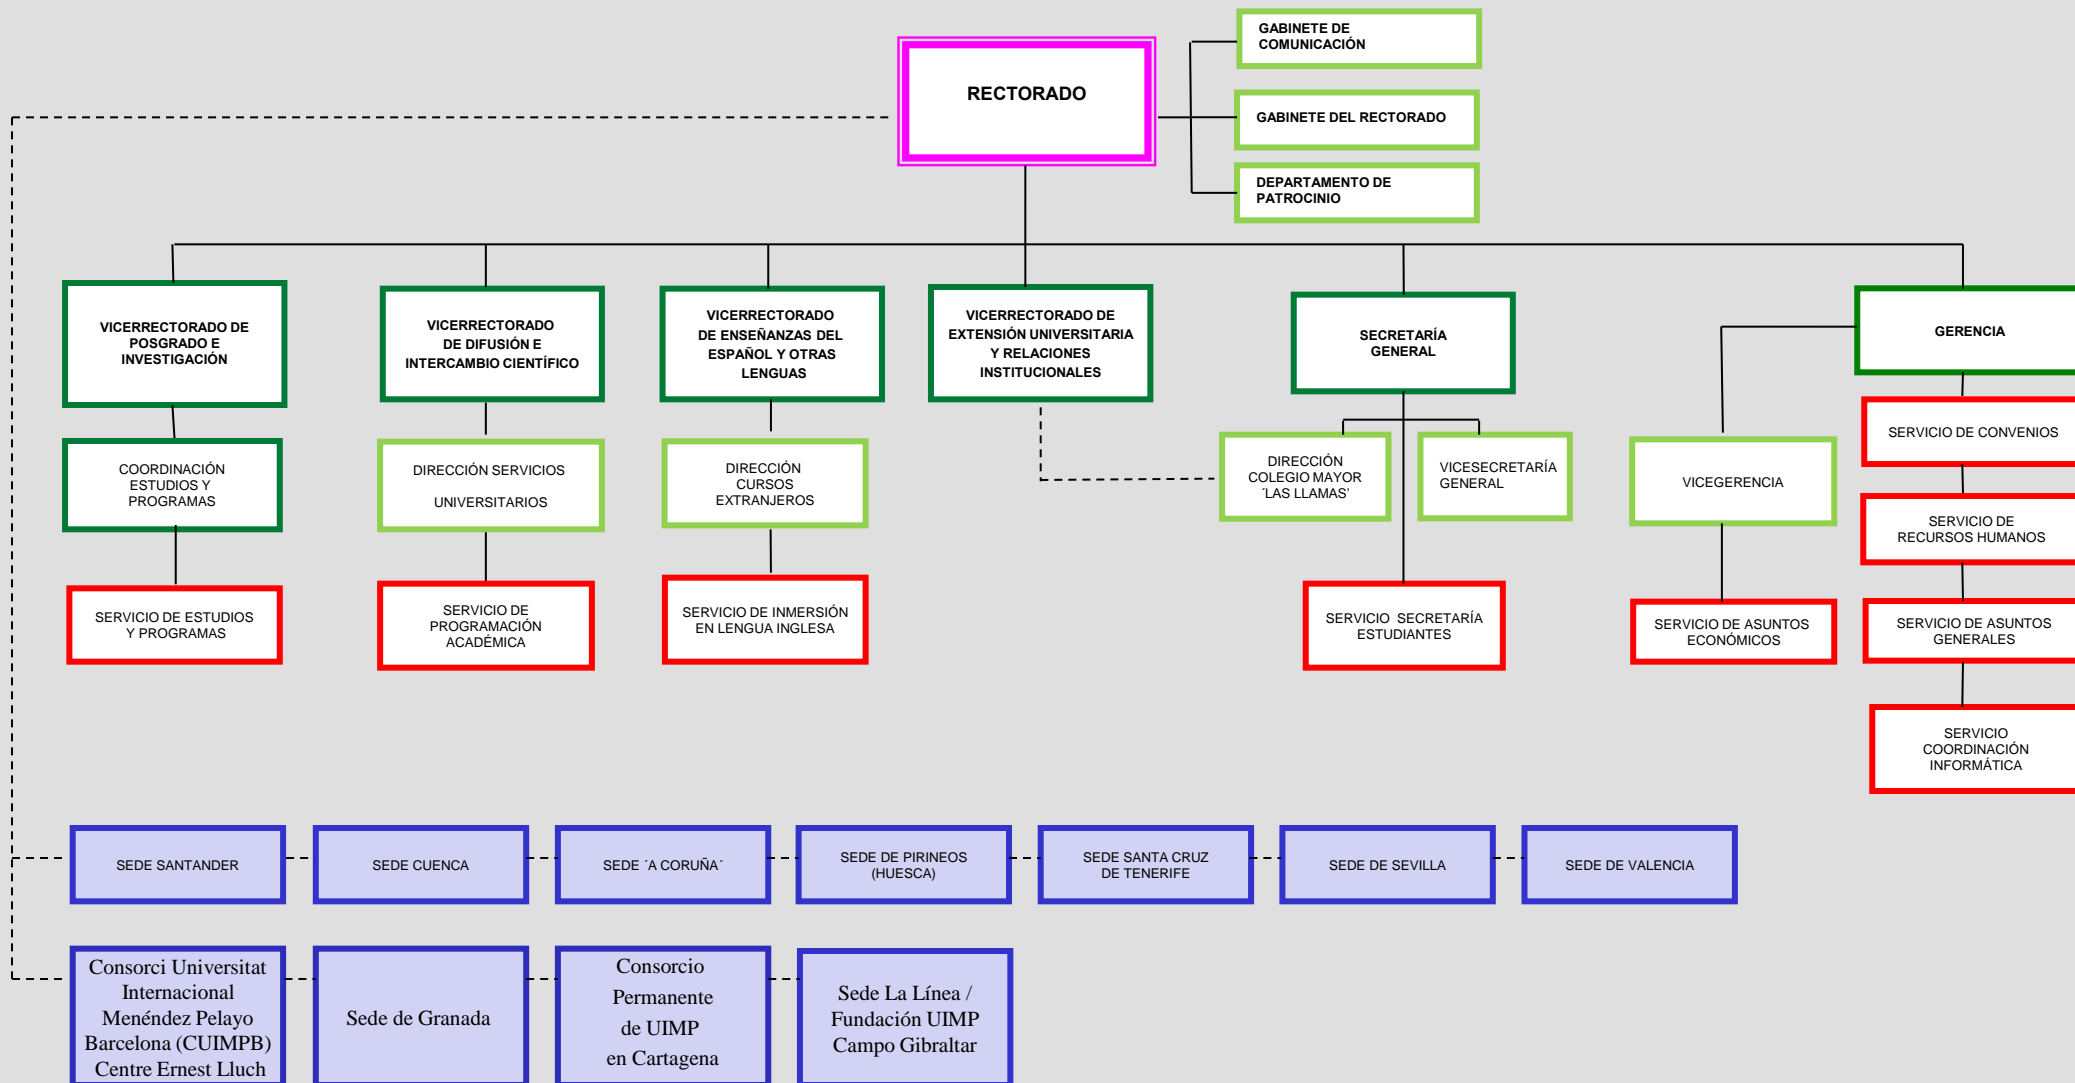 GABINETE DE
COMUNICACIÓN
RECTORADO
GABINETE DEL RECTORADO
DEPARTAMENTO DE
PATROCINIO
VICERRECTORADO DE
POSGRADO E
INVESTIGACIÓN
VICERRECTORADO
DE DIFUSIÓN E
INTERCAMBIO CIENTÍFICO
VICERRECTORADO
DE ENSEÑANZAS DEL
ESPAÑOL Y OTRAS
LENGUAS
VICERRECTORADO DE
EXTENSIÓN UNIVERSITARIA
Y RELACIONES
INSTITUCIONALES
SECRETARÍA
GENERAL
GERENCIA
COORDINACIÓN
ESTUDIOS Y
PROGRAMAS
DIRECCIÓN SERVICIOS
UNIVERSITARIOS
DIRECCIÓN
CURSOS
EXTRANJEROS
DIRECCIÓN
COLEGIO MAYOR
´LAS LLAMAS’
VICESECRETARÍA
GENERAL
VICEGERENCIA
SERVICIO DE CONVENIOS
SERVICIO DE
RECURSOS HUMANOS
SERVICIO DE ESTUDIOS
Y PROGRAMAS
SERVICIO DE
PROGRAMACIÓN
ACADÉMICA
SERVICIO DE INMERSIÓN
EN LENGUA INGLESA
SERVICIO  SECRETARÍA
ESTUDIANTES
SERVICIO DE ASUNTOS
ECONÓMICOS
SERVICIO DE ASUNTOS
GENERALES
SERVICIO
COORDINACIÓN
INFORMÁTICA
SEDE SANTANDER
SEDE CUENCA
SEDE ´A CORUÑA´
SEDE DE PIRINEOS
(HUESCA)
SEDE SANTA CRUZ
DE TENERIFE
SEDE DE SEVILLA
SEDE DE VALENCIA
Consorci Universitat
Internacional
Menéndez Pelayo
Barcelona (CUIMPB)
Centre Ernest Lluch
Sede de Granada
Consorcio
Permanente
de UIMP
en Cartagena
Sede La Línea /
Fundación UIMP
Campo Gibraltar